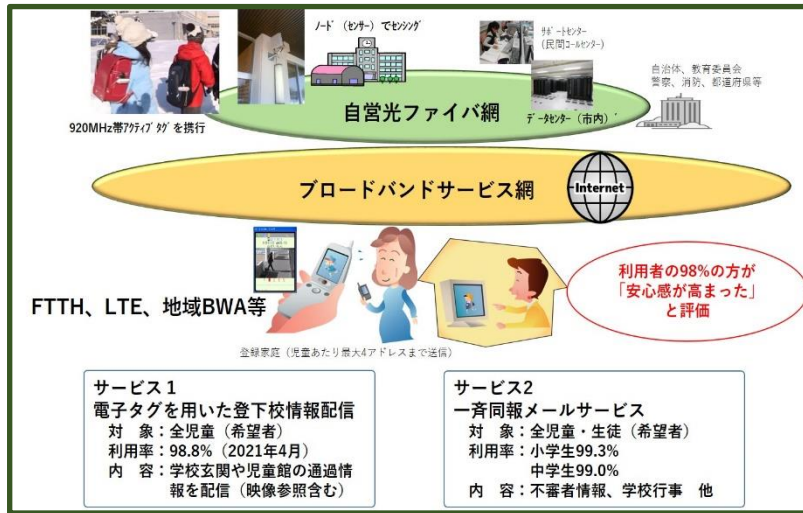 ノード（センサー）でセンシング
サポートセンター
（民間コールセンター）
自治体、教育委員会
警察、消防、都道府県等
920MHz帯アクティブタグを携行
自営光ファイバ網
データセンター（市内）
ブロードバンドサービス網
Internet
FTTH、LTE、地域BWA等
利用者の98%の方が
「安心感が高まった」
と評価
登録家庭（児童あたり最大4アドレスまで送信）
サービス１
電子タグを用いた登下校情報配信
対　象：全児童（希望者）
利用率：98.8%（2021年4月）
内　容：学校玄関や児童館の通過情
報を配信（映像参照含む）
サービス2
一斉同報メールサービス
対　象：全児童・生徒（希望者）
利用率：小学生99.3%
中学生99.0%
内　容：不審者情報、学校行事　他